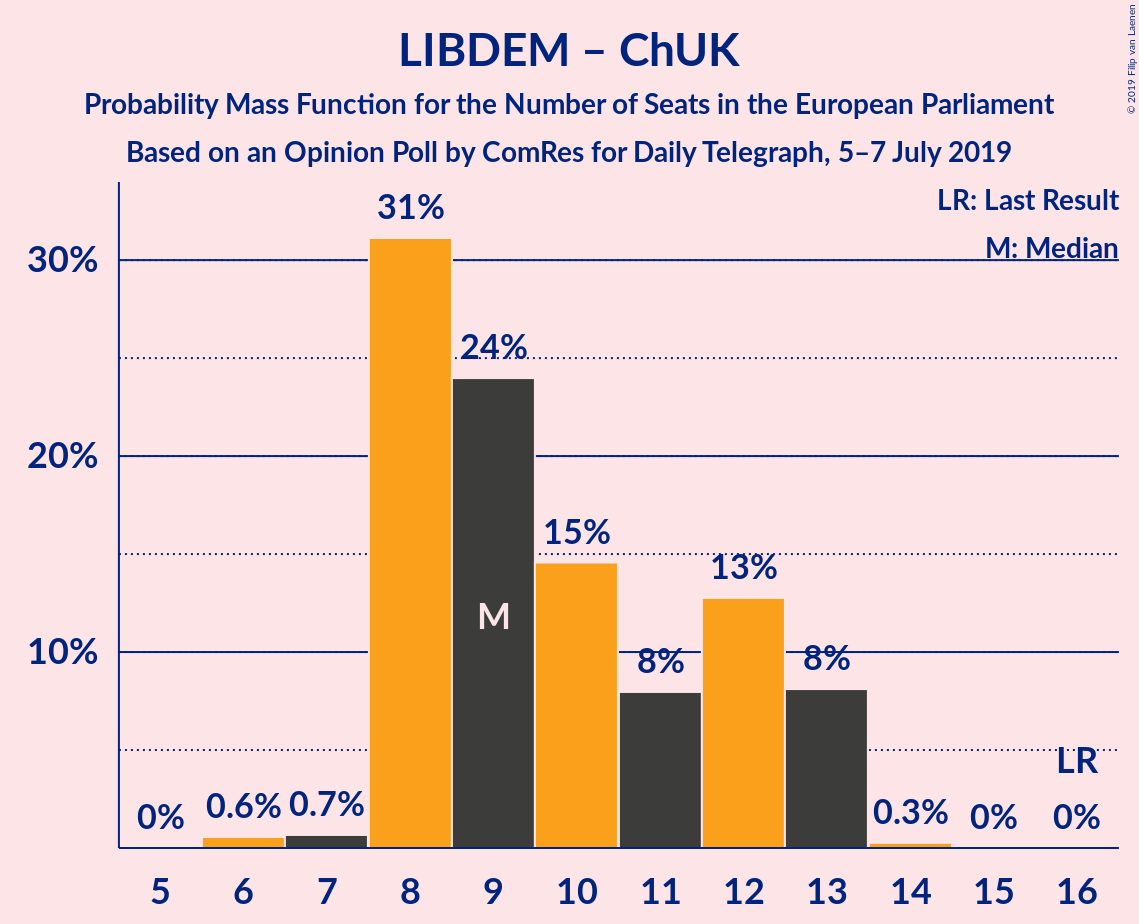 LIBDEM – ChUK
Probability Mass Function for the Number of Seats in the European Parliament
Based on an Opinion Poll by ComRes for Daily Telegraph, 5–7 July 2019
© 2019 Filip van Laenen
LR: Last Result
M: Median
30%
20%
10%
0%
0.6%
0.7%
31%
24%
M
15%
8%
13%
8%
0.3%
0%
LR
0%
5 6 7 8 9 10 11 12 13 14 15 16